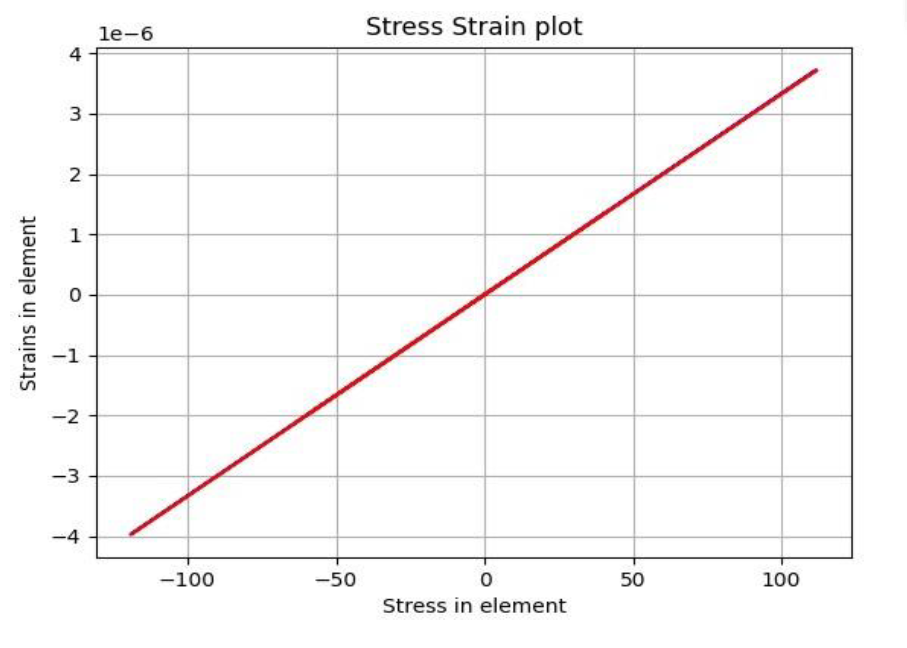 Stress Strain plot
1e−6
4
3
2
1
0
−1
−2
−3
−4
Strains in element
−100 −50 0 50 100
Stress in element